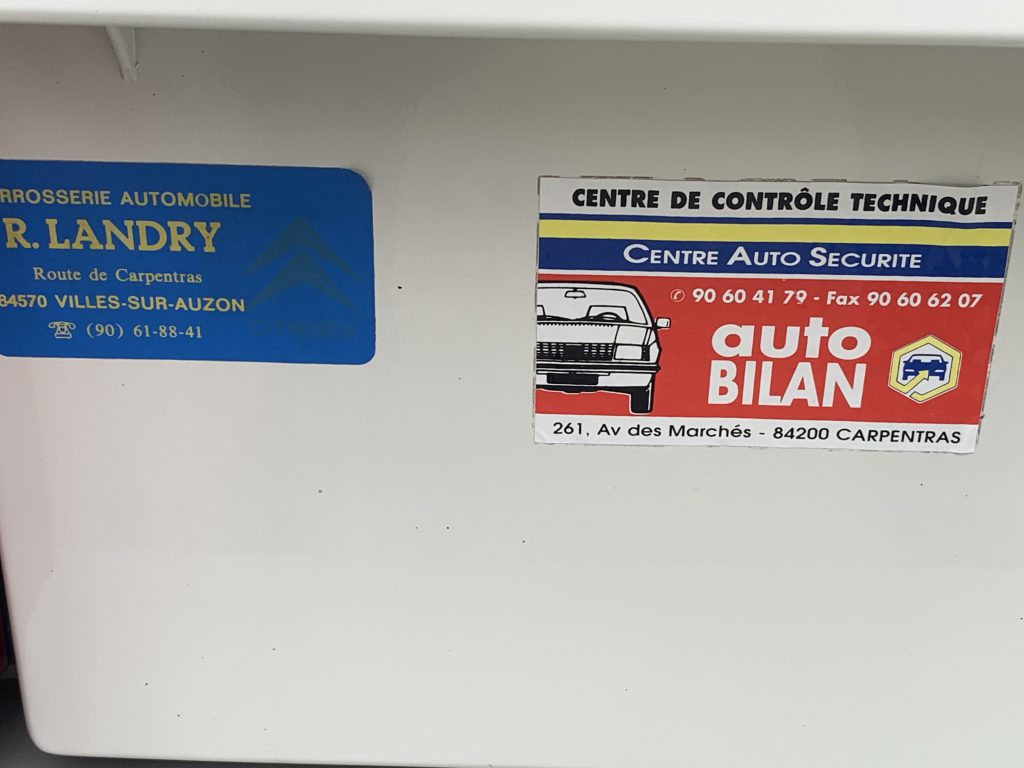 RROSSERIE AUTOMOBILE
R. LANDRY
Route de Carpentras
84570 VILLES-SUR-AUZON
(90) 61-88-41
CITROËN
CENTRE DE CONTRÔLE TECHNIQUE
CENTRE AUTO SECURITE
90 60 41 79 - Fax 90 60 62 07
auto
BILAN
261, Av des Marchés - 84200 CARPENTRAS